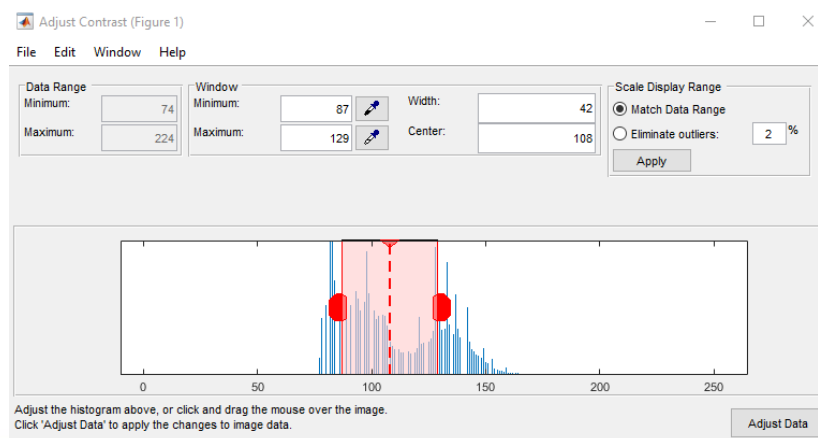 Adjust Contrast (Figure 1)
File Edit Window Help
Data Range
Minimum: 74
Maximum: 224
Window
Minimum: 87
Maximum: 129
Width: 42
Center: 108
Scale Display Range
Match Data Range
Eliminate outliers: 2 %
Apply
0 50 100 150 200 250
Adjust the histogram above, or click and drag the mouse over the image.
Click 'Adjust Data' to apply the changes to image data.
Adjust Data